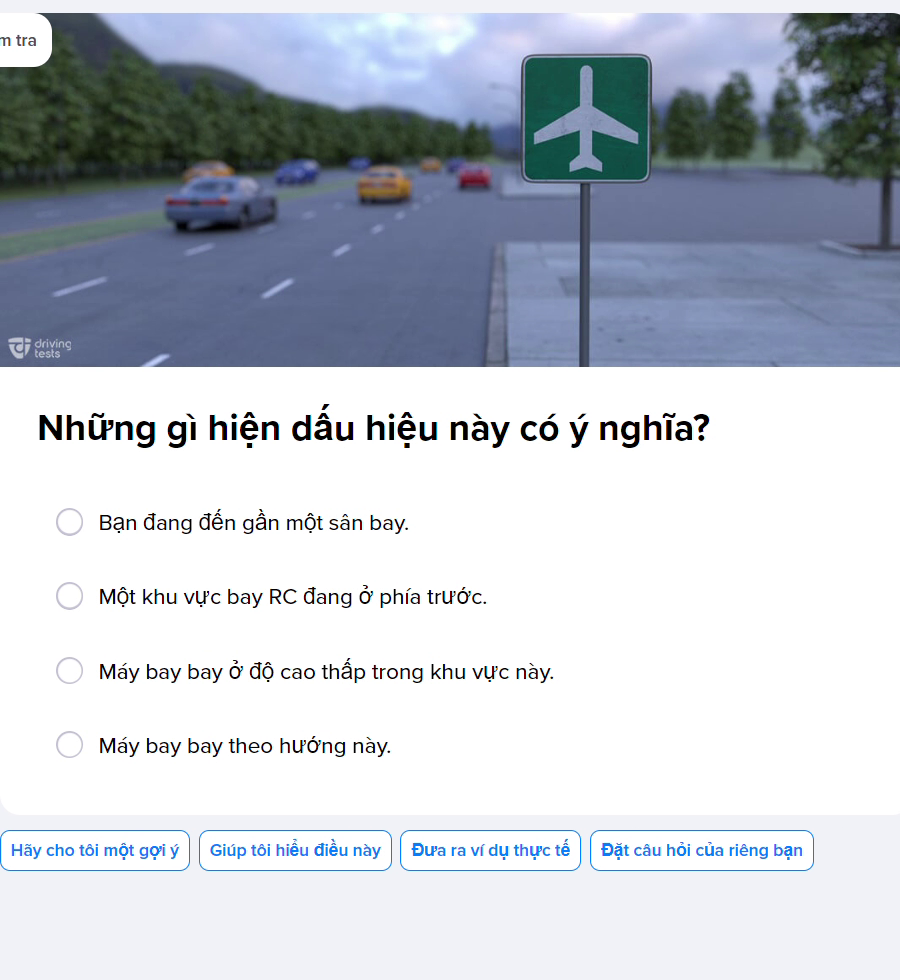 m tra
driving
tests
Những gì hiện dấu hiệu này có ý nghĩa?
Bạn đang đến gần một sân bay.
Một khu vực bay RC đang ở phía trước.
Máy bay bay ở độ cao thấp trong khu vực này.
Máy bay bay theo hướng này.
Hãy cho tôi một gợi ý
Giúp tôi hiểu điều này
Đưa ra ví dụ thực tế
Đặt câu hỏi của riêng bạn